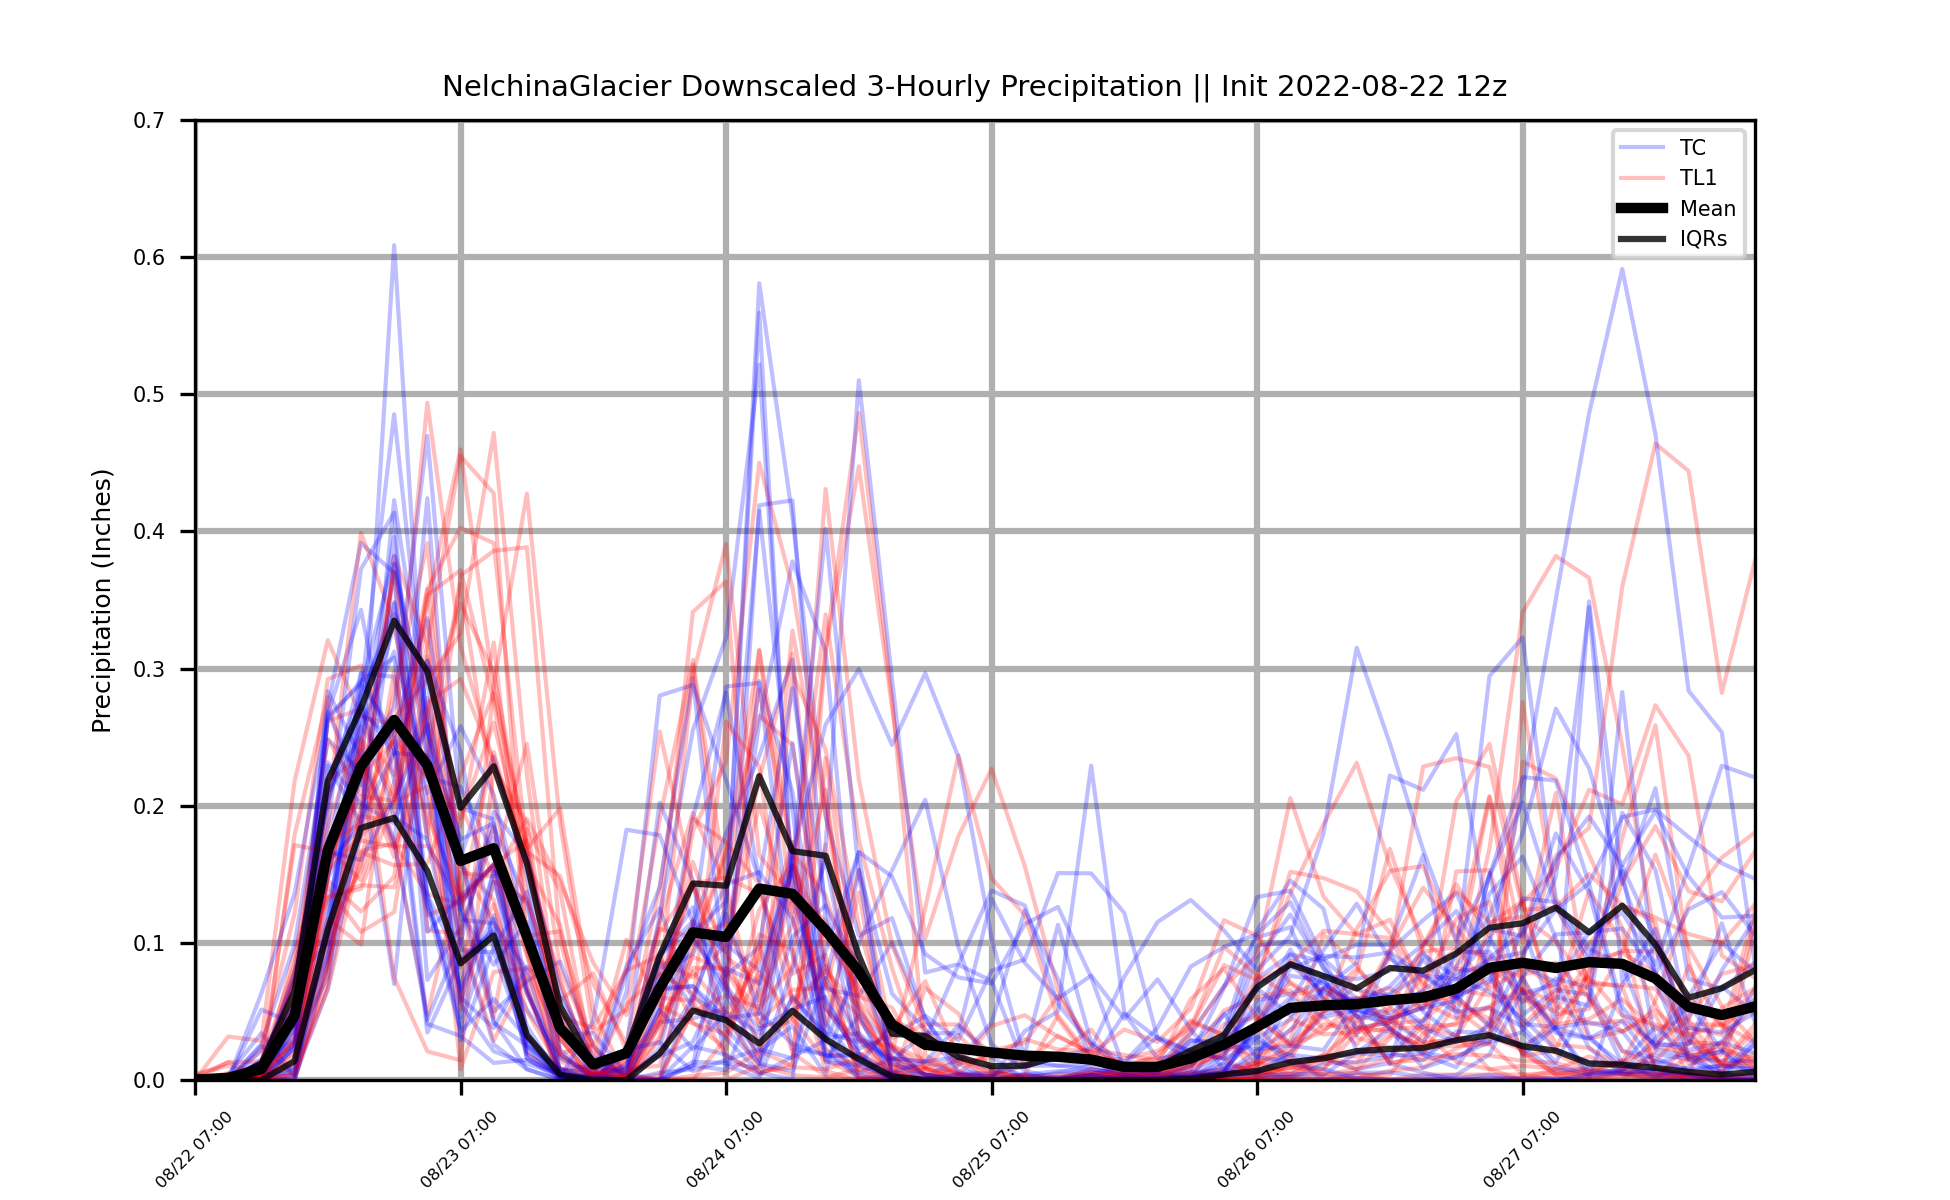 NelchinaGlacier Downscaled 3-Hourly Precipitation || Init 2022-08-22 12z
TC
TL1
Mean
IQRs
Precipitation (Inches)
0.7
0.6
0.5
0.4
0.3
0.2
0.1
0.0
08/22 07:00
08/23 07:00
08/24 07:00
08/25 07:00
08/26 07:00
08/27 07:00